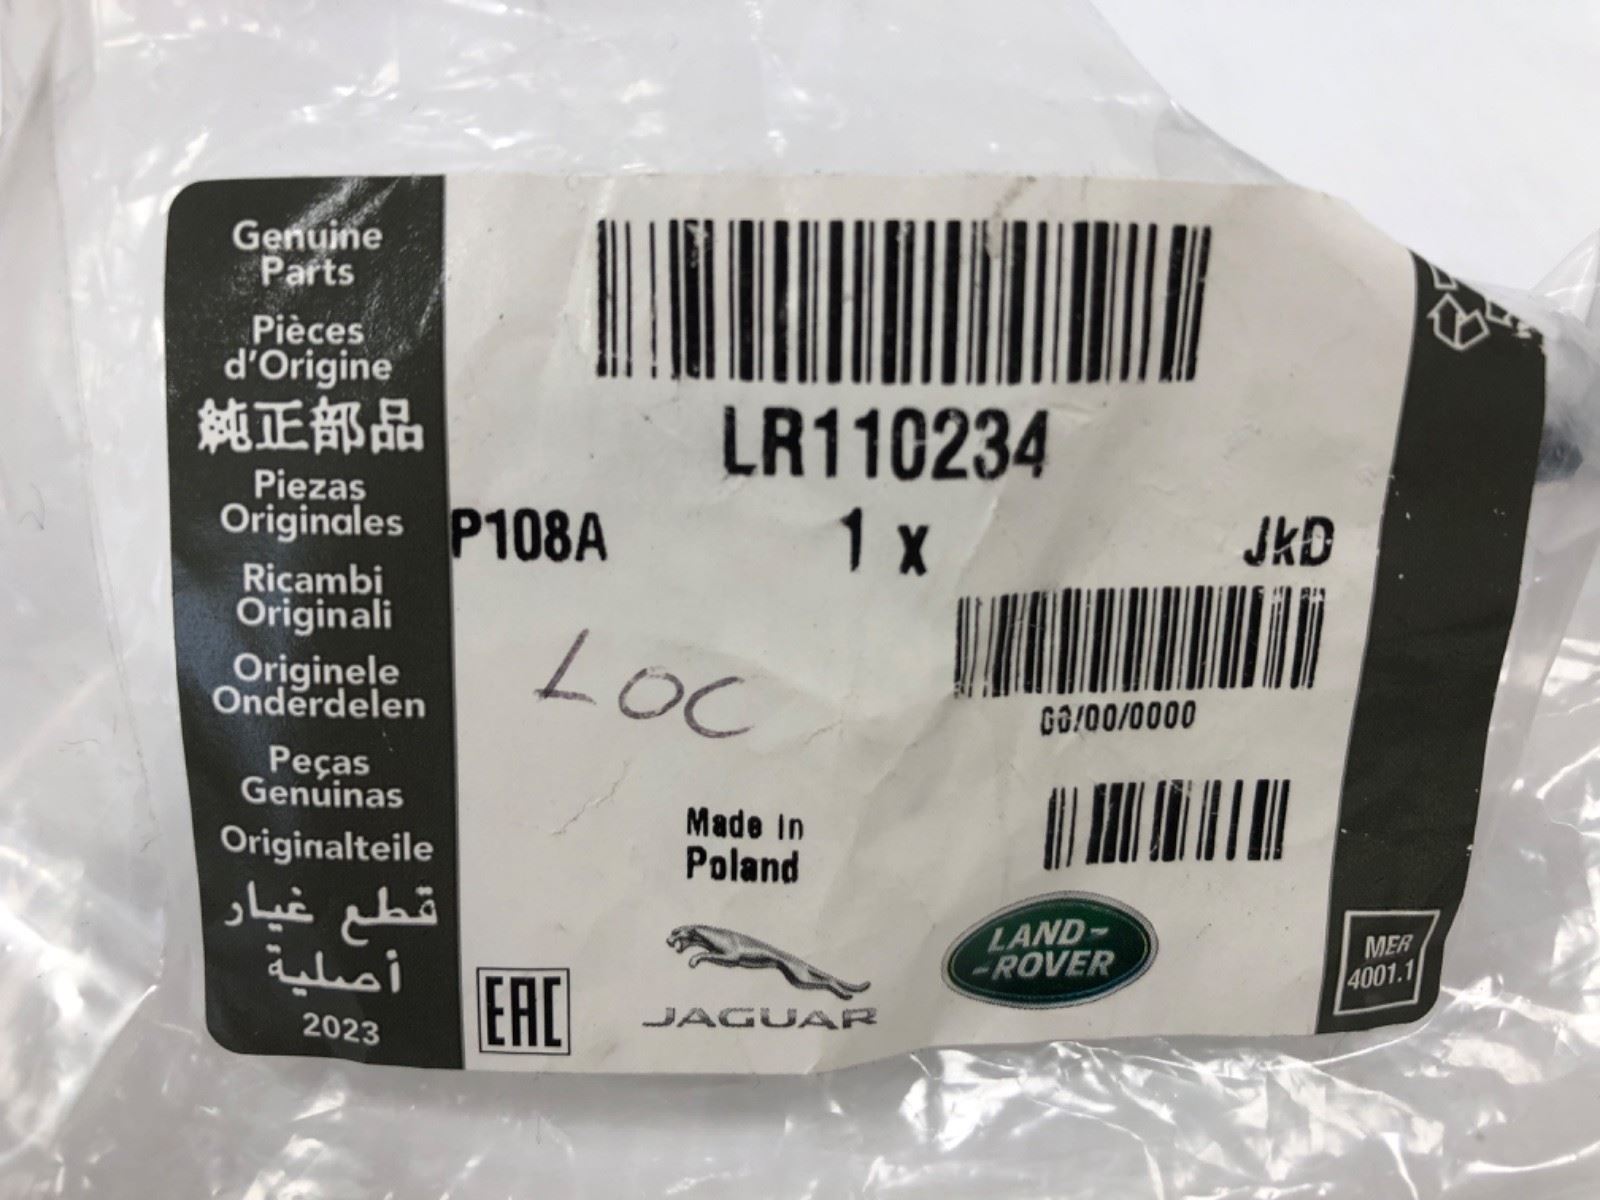 Genuine
Parts
Pièces
d'Origine
純正部品
Piezas
Originales
Ricambi
Originali
Originele
Onderdelen
Peças
Genuinas
Originalteile
قطع غيار
أصلية
2023
LR110234
P108A 1 x JkD
LOC
00/00/0000
Made in
Poland
EAC
JAGUAR
LAND-
-ROVER
MER
4001.1